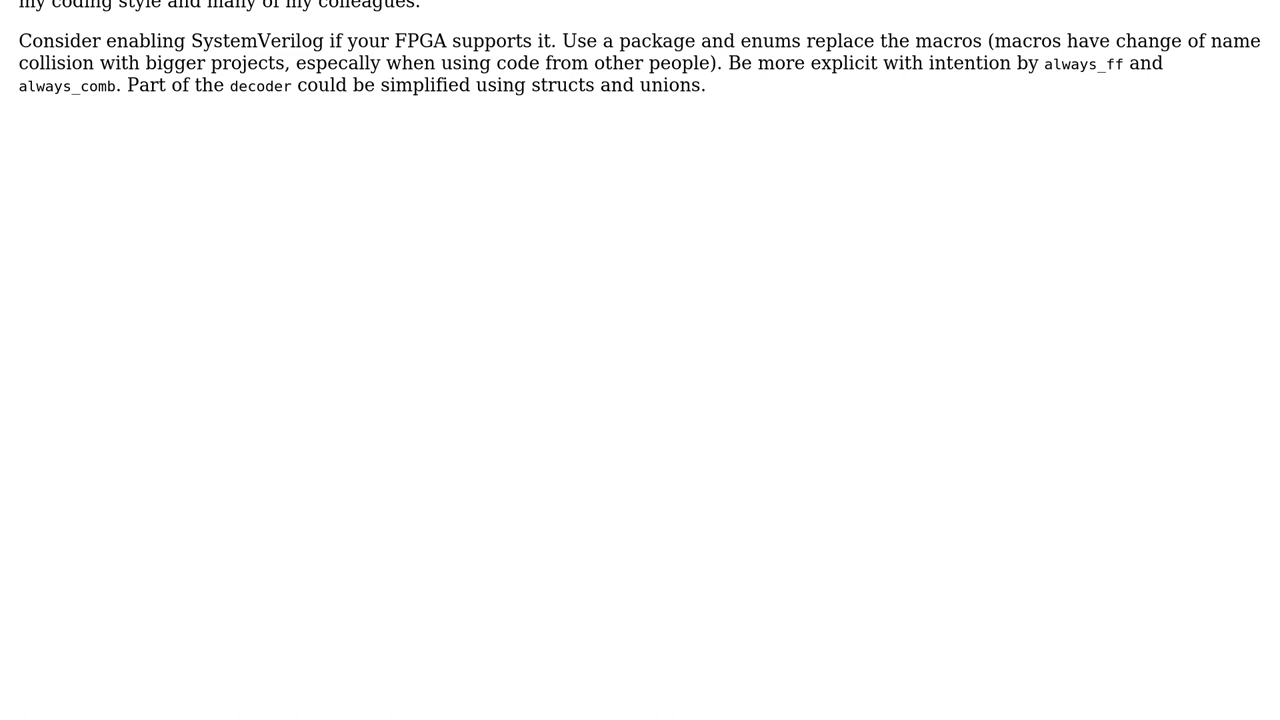 my coding style and many of my colleagues.
Consider enabling SystemVerilog if your FPGA supports it. Use a package and enums replace the macros (macros have change of name
collision with bigger projects, especally when using code from other people). Be more explicit with intention by always_ff and
always_comb. Part of the decoder could be simplified using structs and unions.